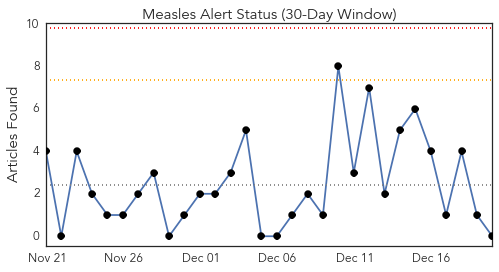 Measles Alert Status (30-Day Window)
Articles Found
10
8
6
4
2
0
Nov 21
Nov 26
Dec 01
Dec 06
Dec 11
Dec 16